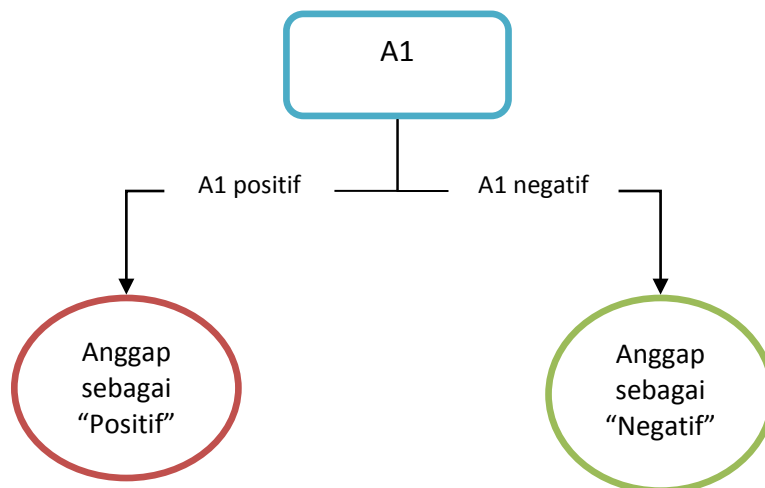 A1
A1 positif
A1 negatif
Anggap
sebagai
“Positif”
Anggap
sebagai
“Negatif”